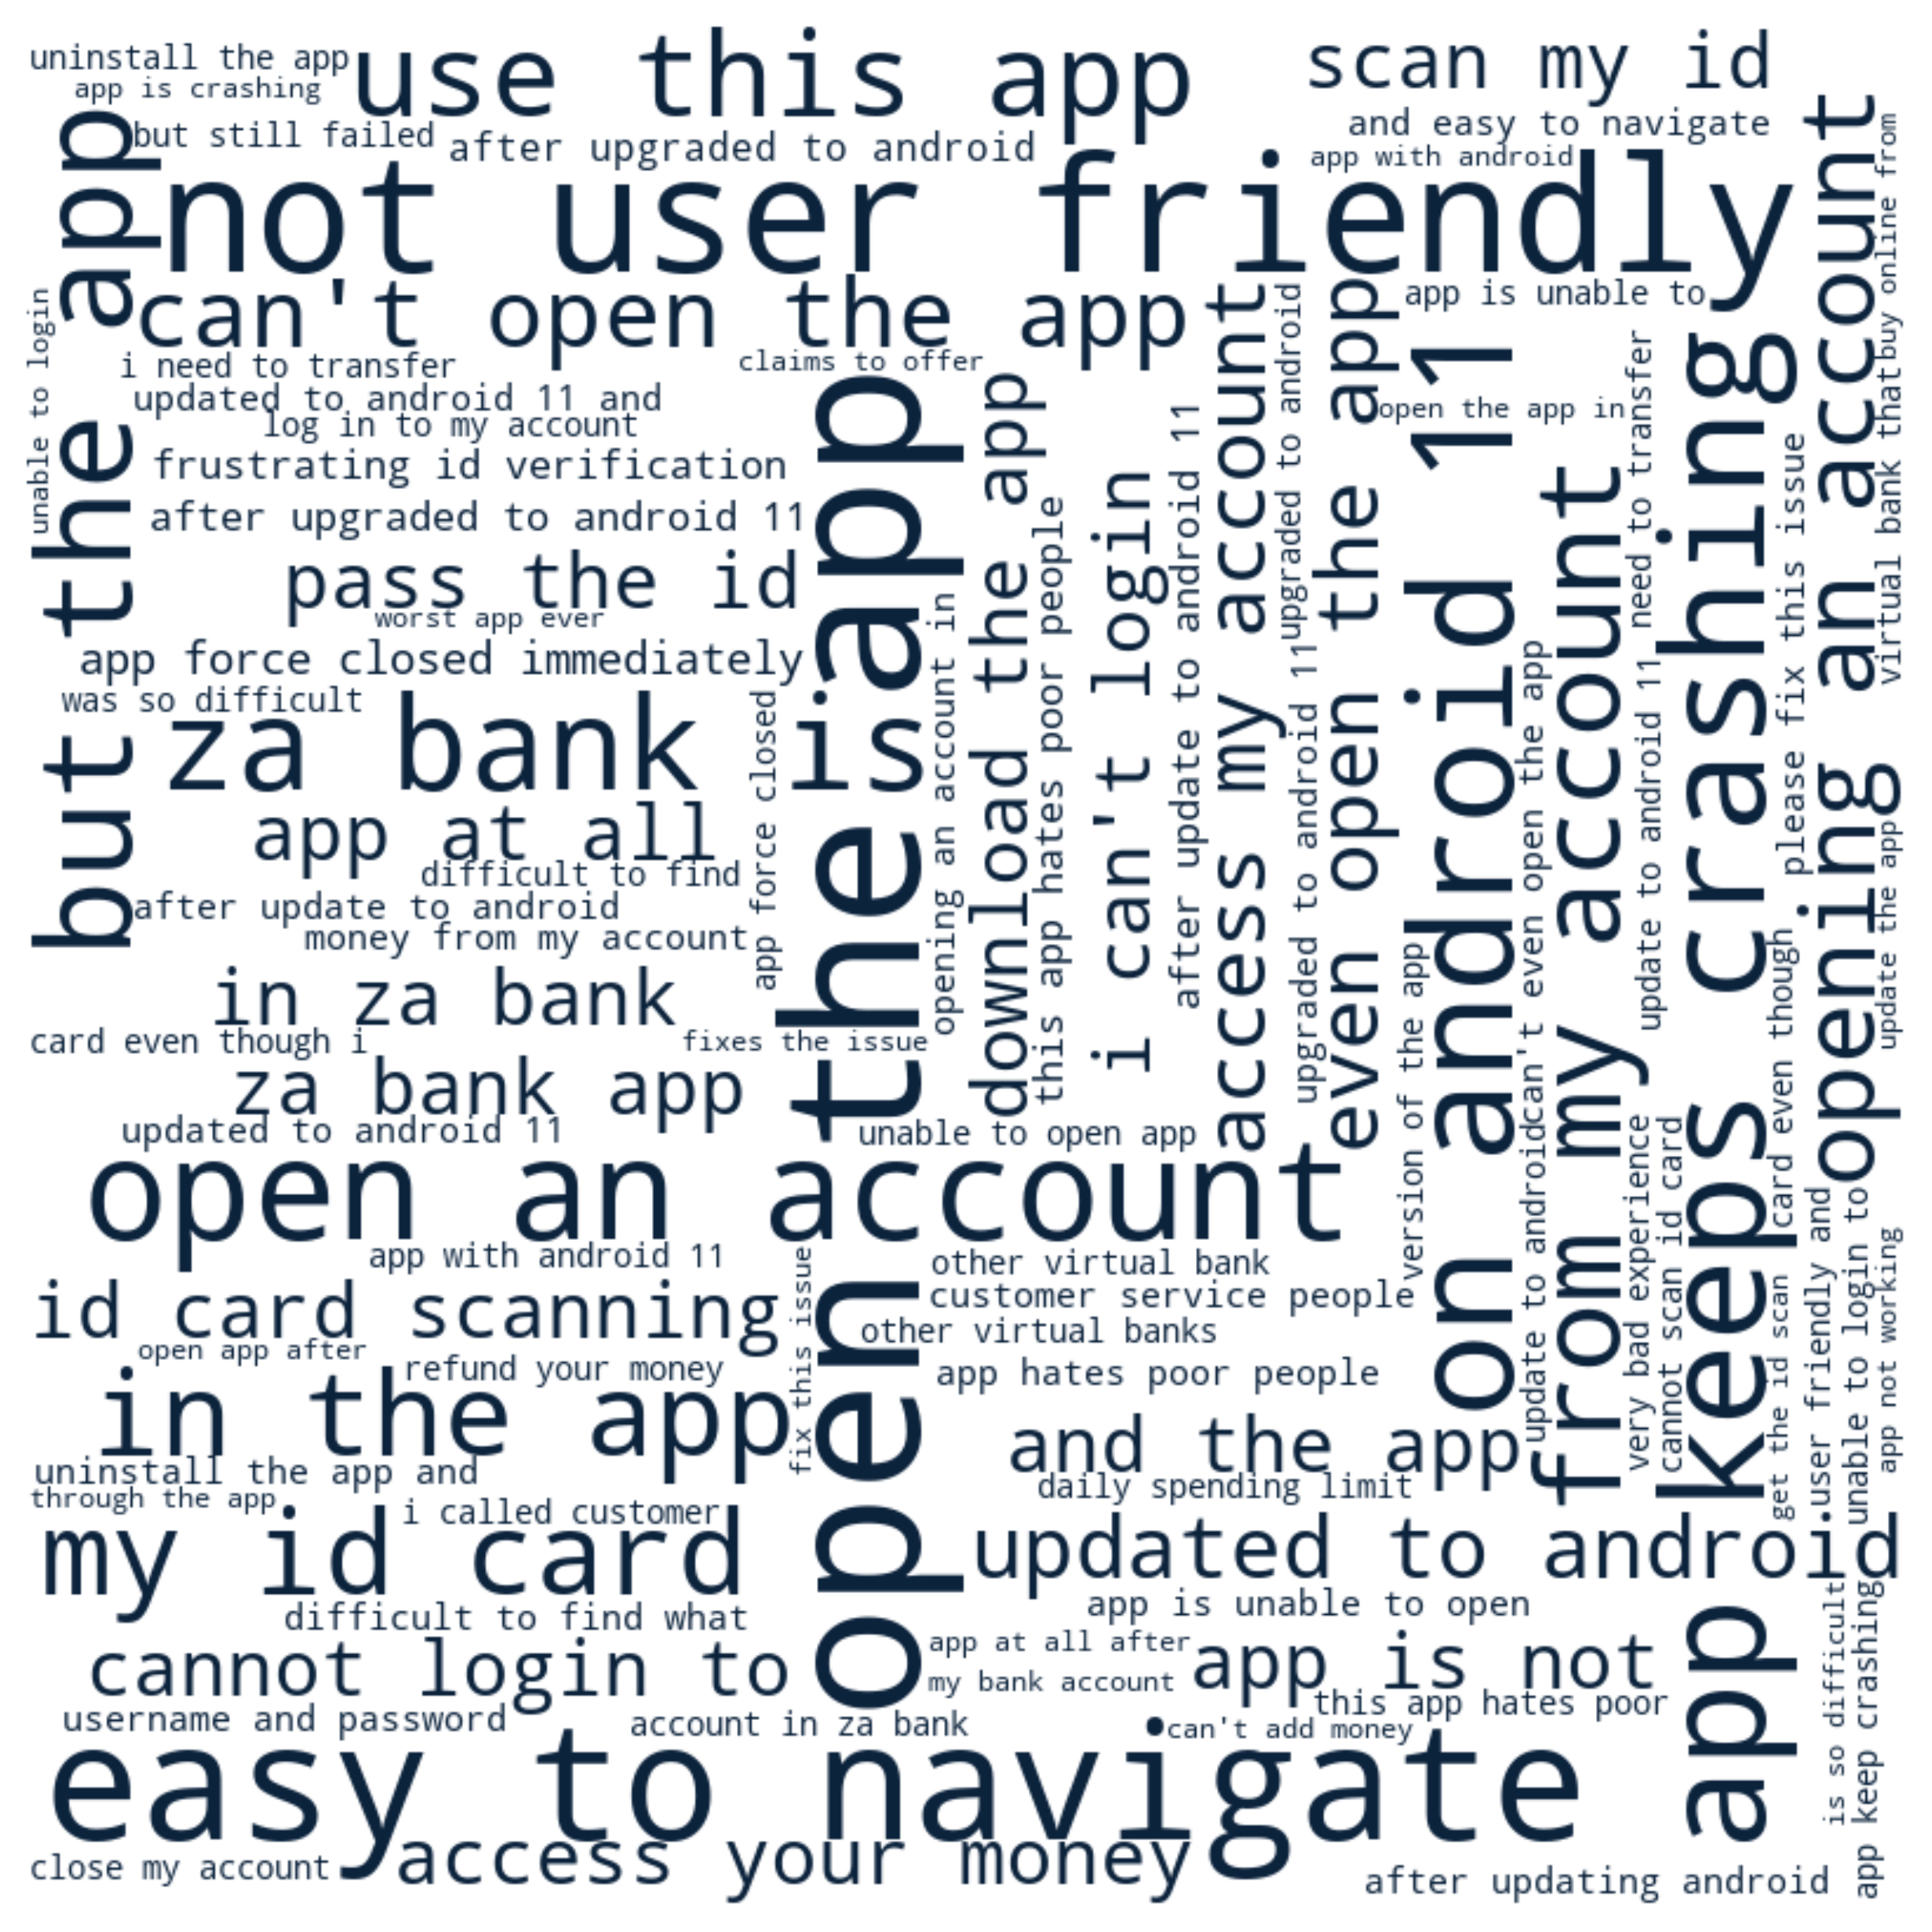 uninstall the app
use this app
scan my id
app is crashing
and easy to navigate
but still failed
after upgraded to android
app with android
not user friendly
but the app
opening an account
virtual bank that
buy online from
can't open the app
app is unable to
unable to login
i need to transfer
claims to offer
updated to android 11 and
open the app in
log in to my account
frustrating id verification
after upgraded to android 11
pass the id
worst app ever
app force closed immediately
was so difficult
za bank
is
app
the
open
app force closed
opening an account in
download the app
this app hates poor people
i can't login
after update to android 11
access my account
upgraded to android
upgraded to android 11
even open the app
version of the app
on android 11
can't even open the app
update to android
from my account
need to transfer
update to android 11
very bad experience
cannot scan id card
app keeps crashing
please fix this issue
card even though
get the id scan
update the app
app at all
difficult to find
after update to android
money from my account
in za bank
card even though i
fixes the issue
za bank app
updated to android 11
unable to open app
open an account
app with android 11
other virtual bank
id card scanning
customer service people
other virtual banks
open app after
refund your money
app hates poor people
fix this issue
user friendly and
unable to login to
app not working
in the app
and the app
uninstall the app and
daily spending limit
through the app
i called customer
my id card
updated to android
app is unable to open
difficult to find what
cannot login to
app at all after
app is not
my bank account
this app hates poor
username and password
account in za bank
can't add money
is so difficult
app keep crashing
easy to navigate
close my account
access your money
after updating android